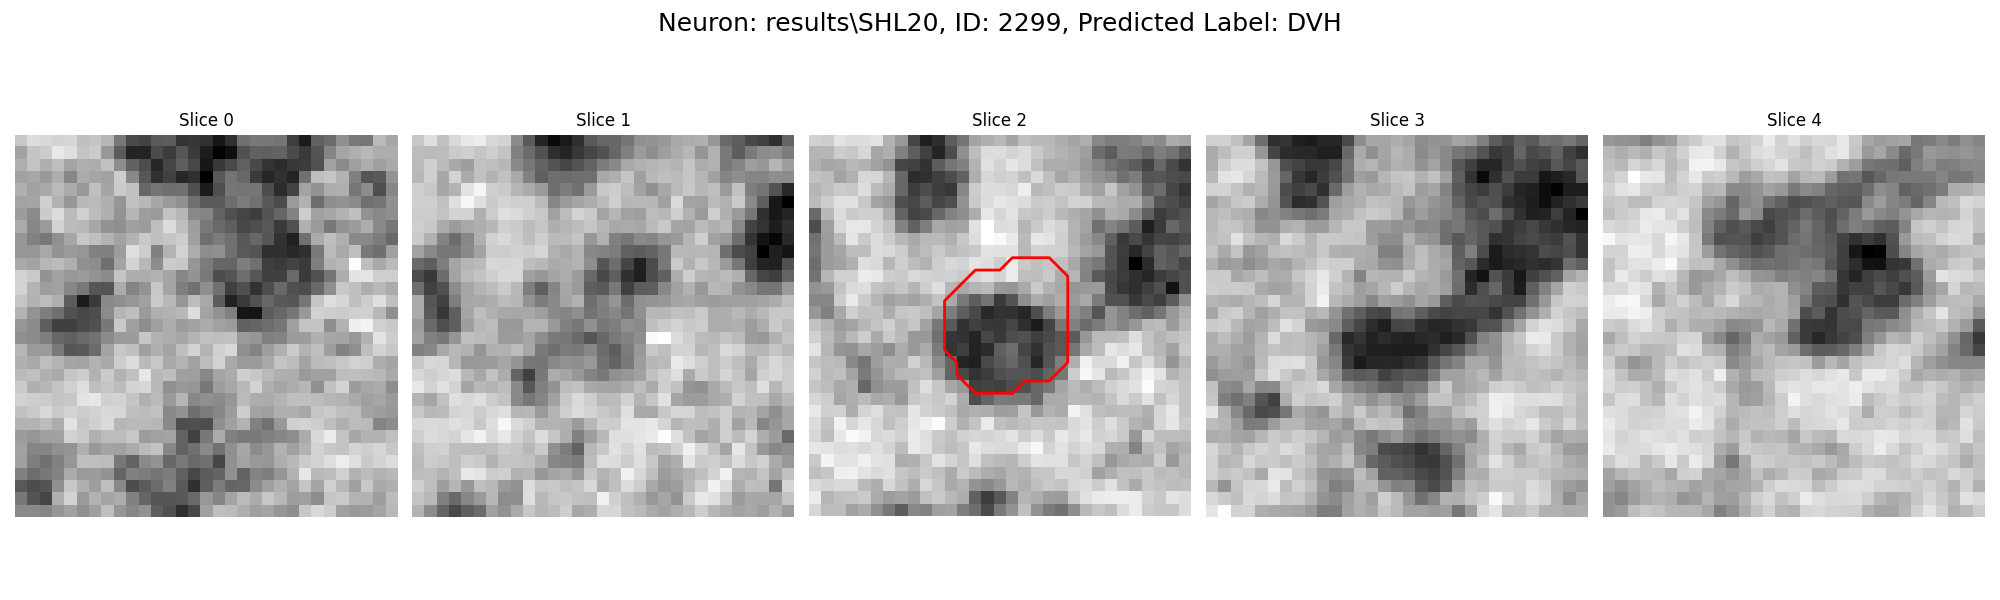 Neuron: results\SHL20, ID: 2299, Predicted Label: DVH
Slice 0
Slice 1
Slice 2
Slice 3
Slice 4